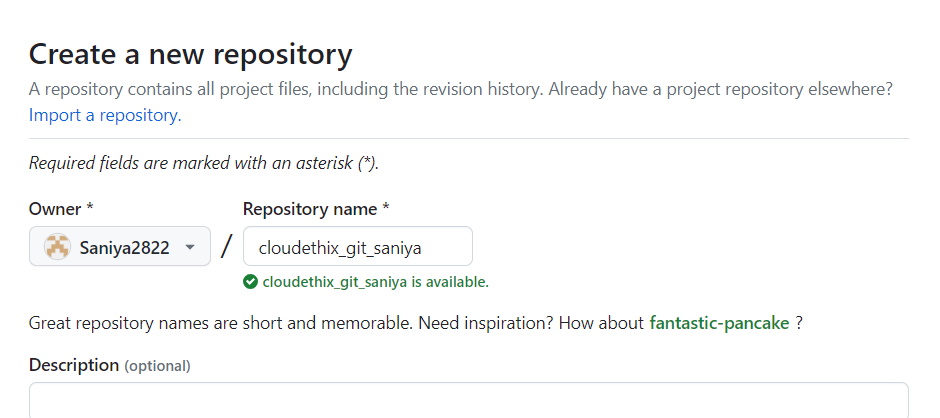 Create a new repository
A repository contains all project files, including the revision history. Already have a project repository elsewhere?
Import a repository.
Required fields are marked with an asterisk (*).
Owner * Repository name *
Saniya2822 / cloudethix_git_saniya
cloudethix_git_saniya is available.
Great repository names are short and memorable. Need inspiration? How about fantastic-pancake ?
Description (optional)